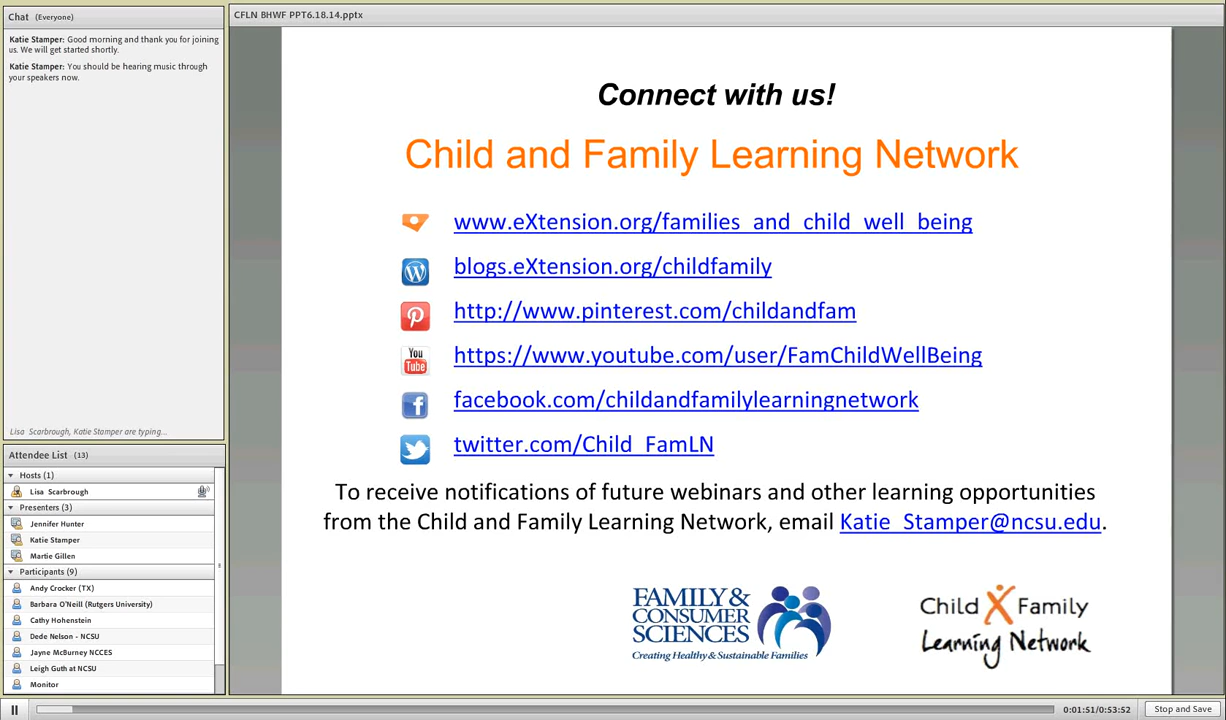 Chat (Everyone)
Katie Stamper: Good morning and thank you for joining
us. We will get started shortly.
Katie Stamper: You should be hearing music through
your speakers now.
Lisa Scarbrough, Katie Stamper are typing...
Attendee List (13)
Hosts (1)
Lisa Scarbrough
Presenters (3)
Jennifer Hunter
Katie Stamper
Martie Gillen
Participants (9)
Andy Crocker (TX)
Barbara O'Neill (Rutgers University)
Cathy Hohenstein
Dede Nelson - NCSU
Jayne McBurney NCCES
Leigh Guth at NCSU
Monitor
CFLN BHWF PPT6.18.14.pptx
Connect with us!
Child and Family Learning Network
www.eXtension.org/families_and_child_well_being
blogs.eXtension.org/childfamily
http://www.pinterest.com/childandfam
You
Tube
https://www.youtube.com/user/FamChildWellBeing
facebook.com/childandfamilylearningnetwork
twitter.com/Child_FamLN
To receive notifications of future webinars and other learning opportunities
from the Child and Family Learning Network, email Katie_Stamper@ncsu.edu.
FAMILY &
CONSUMER
SCIENCES
Creating Healthy & Sustainable Families
Child X Family
Learning Network
0:01:51/0:53:52
Stop and Save